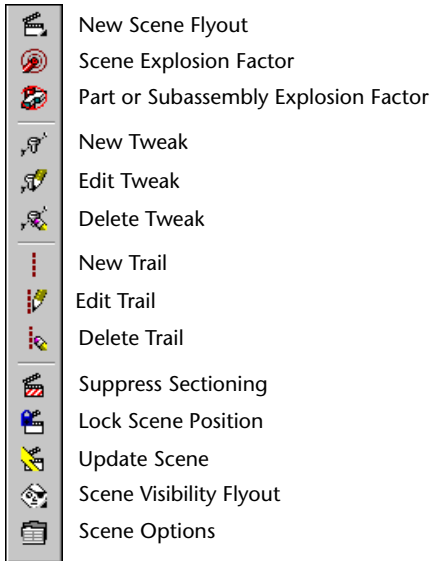 New Scene Flyout
Scene Explosion Factor
Part or Subassembly Explosion Factor
New Tweak
Edit Tweak
Delete Tweak
New Trail
Edit Trail
Delete Trail
Suppress Sectioning
Lock Scene Position
Update Scene
Scene Visibility Flyout
Scene Options